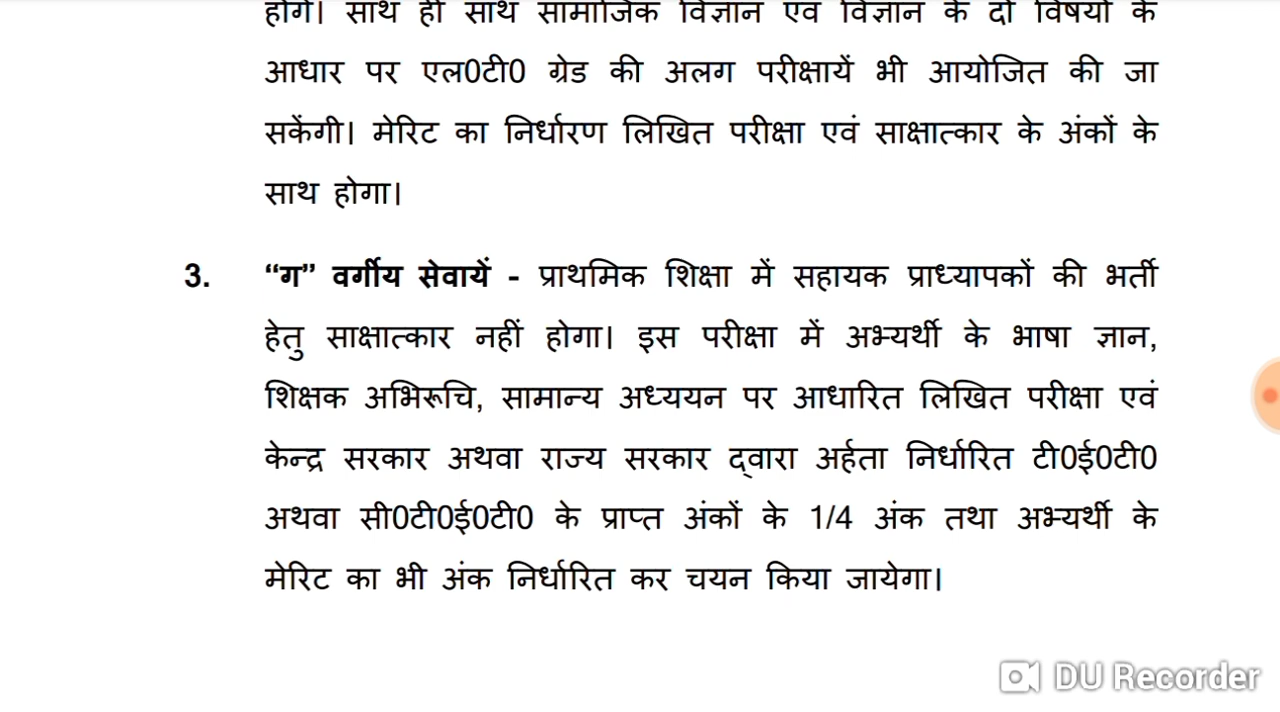 होंगे। साथ ही साथ सामाजिक विज्ञान एवं विज्ञान के दो विषयों के
आधार पर एल0टी0 ग्रेड की अलग परीक्षायें भी आयोजित की जा
सकेंगी। मेरिट का निर्धारण लिखित परीक्षा एवं साक्षात्कार के अंकों के
साथ होगा।
3. “ग” वर्गीय सेवायें - प्राथमिक शिक्षा में सहायक प्राध्यापकों की भर्ती
हेतु साक्षात्कार नहीं होगा। इस परीक्षा में अभ्यर्थी के भाषा ज्ञान,
शिक्षक अभिरूचि, सामान्य अध्ययन पर आधारित लिखित परीक्षा एवं
केन्द्र सरकार अथवा राज्य सरकार द्वारा अर्हता निर्धारित टी0ई0टी0
अथवा सी0टी0ई0टी0 के प्राप्त अंकों के 1/4 अंक तथा अभ्यर्थी के
मेरिट का भी अंक निर्धारित कर चयन किया जायेगा।
DU Recorder